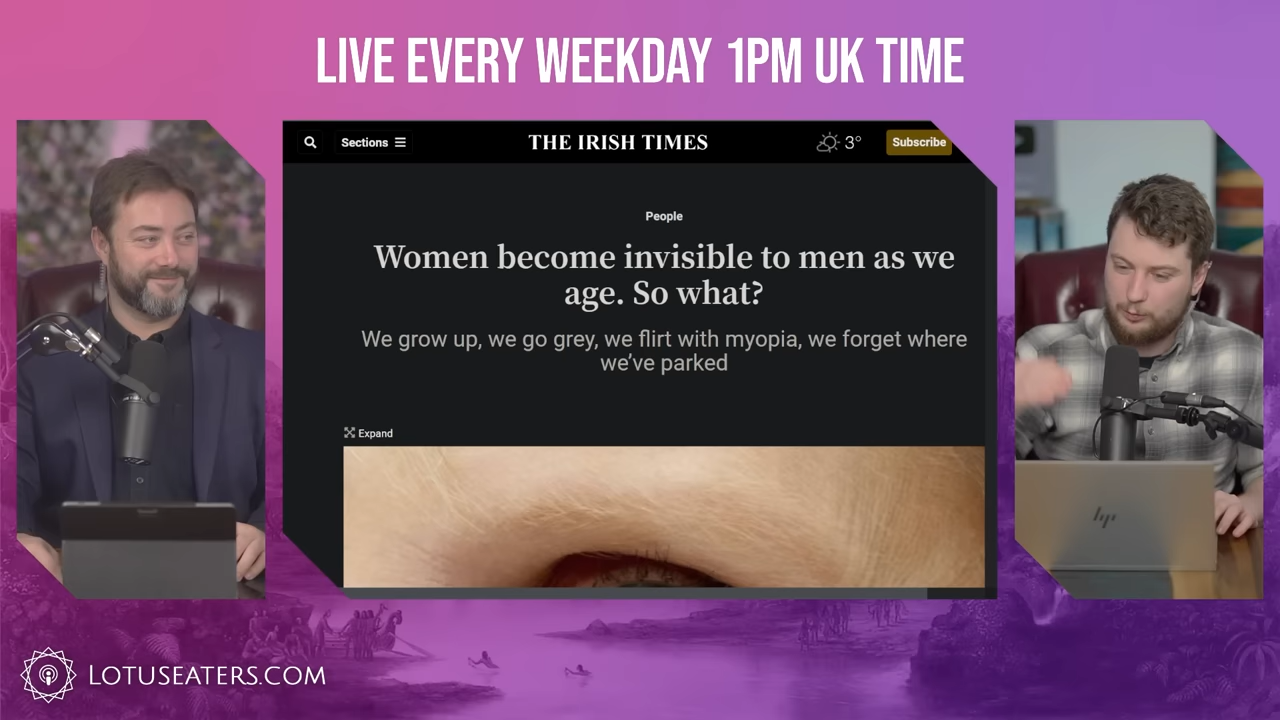 LIVE EVERY WEEKDAY 1PM UK TIME
Sections
THE IRISH TIMES
3°
Subscribe
People
Women become invisible to men as we
age. So what?
We grow up, we go grey, we flirt with myopia, we forget where
we've parked
Expand
hp
LOTUSEATERS.COM